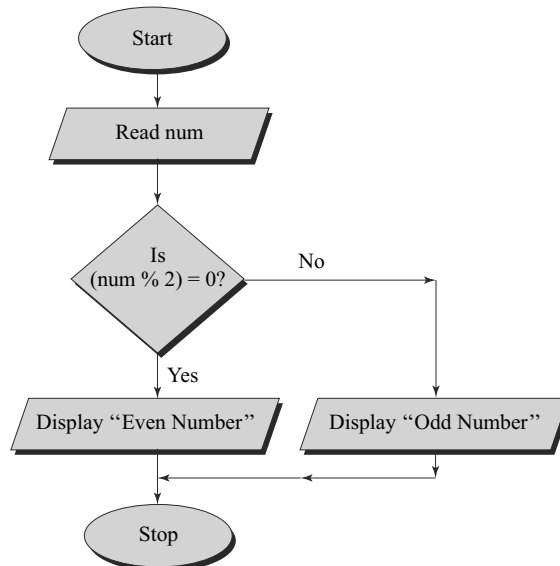 Start
Read num
Is
(num % 2) = 0?
No
Yes
Display “Even Number”
Display “Odd Number”
Stop